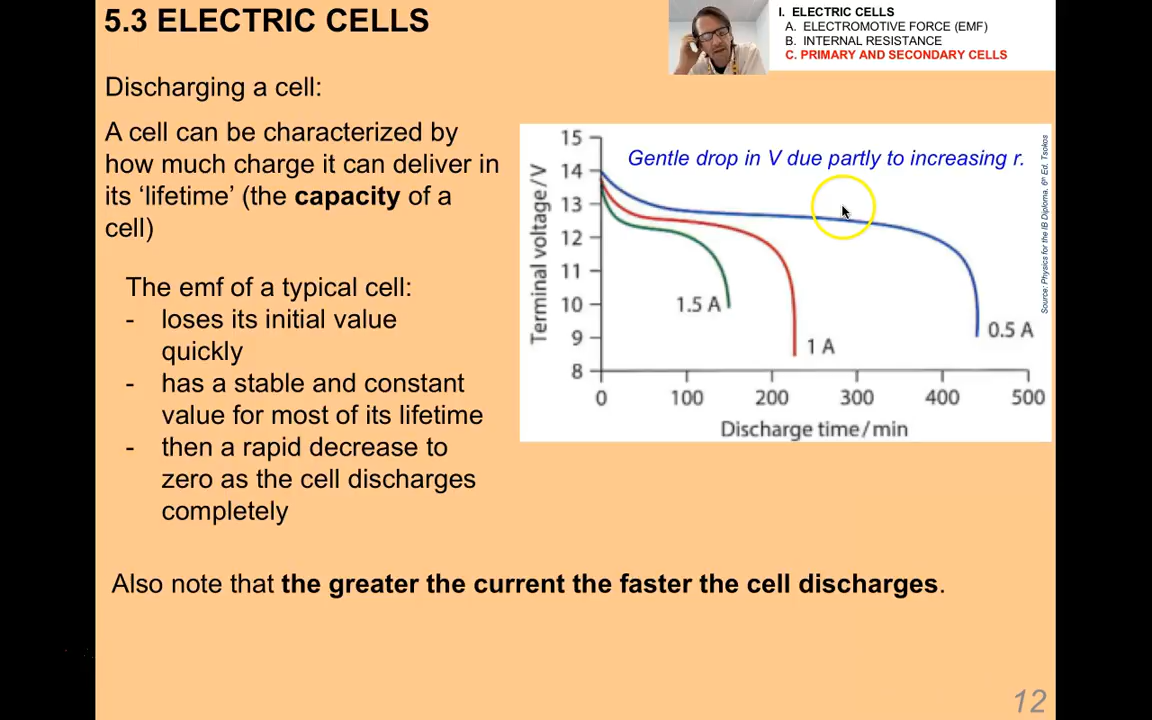 5.3 ELECTRIC CELLS
I. ELECTRIC CELLS
A. ELECTROMOTIVE FORCE (EMF)
B. INTERNAL RESISTANCE
C. PRIMARY AND SECONDARY CELLS
Discharging a cell:
A cell can be characterized by
how much charge it can deliver in
its ‘lifetime’ (the capacity of a
cell)
The emf of a typical cell:
- loses its initial value
quickly
- has a stable and constant
value for most of its lifetime
- then a rapid decrease to
zero as the cell discharges
completely
Gentle drop in V due partly to increasing r.
Terminal voltage/V
15
14
13
12
11
10
9
8
1.5 A
1 A
0.5 A
0 100 200 300 400 500
Discharge time/min
Source: Physics for the IB Diploma. 6th Ed. Tsokos
Also note that the greater the current the faster the cell discharges.
12